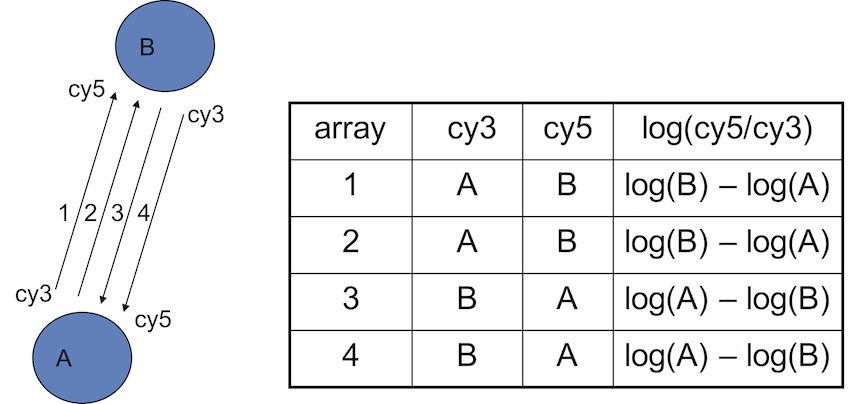 B
cy5
cy3
1 2 3 4
cy3
cy5
A
array cy3 cy5 log(cy5/cy3)
1 A B log(B) – log(A)
2 A B log(B) – log(A)
3 B A log(A) – log(B)
4 B A log(A) – log(B)